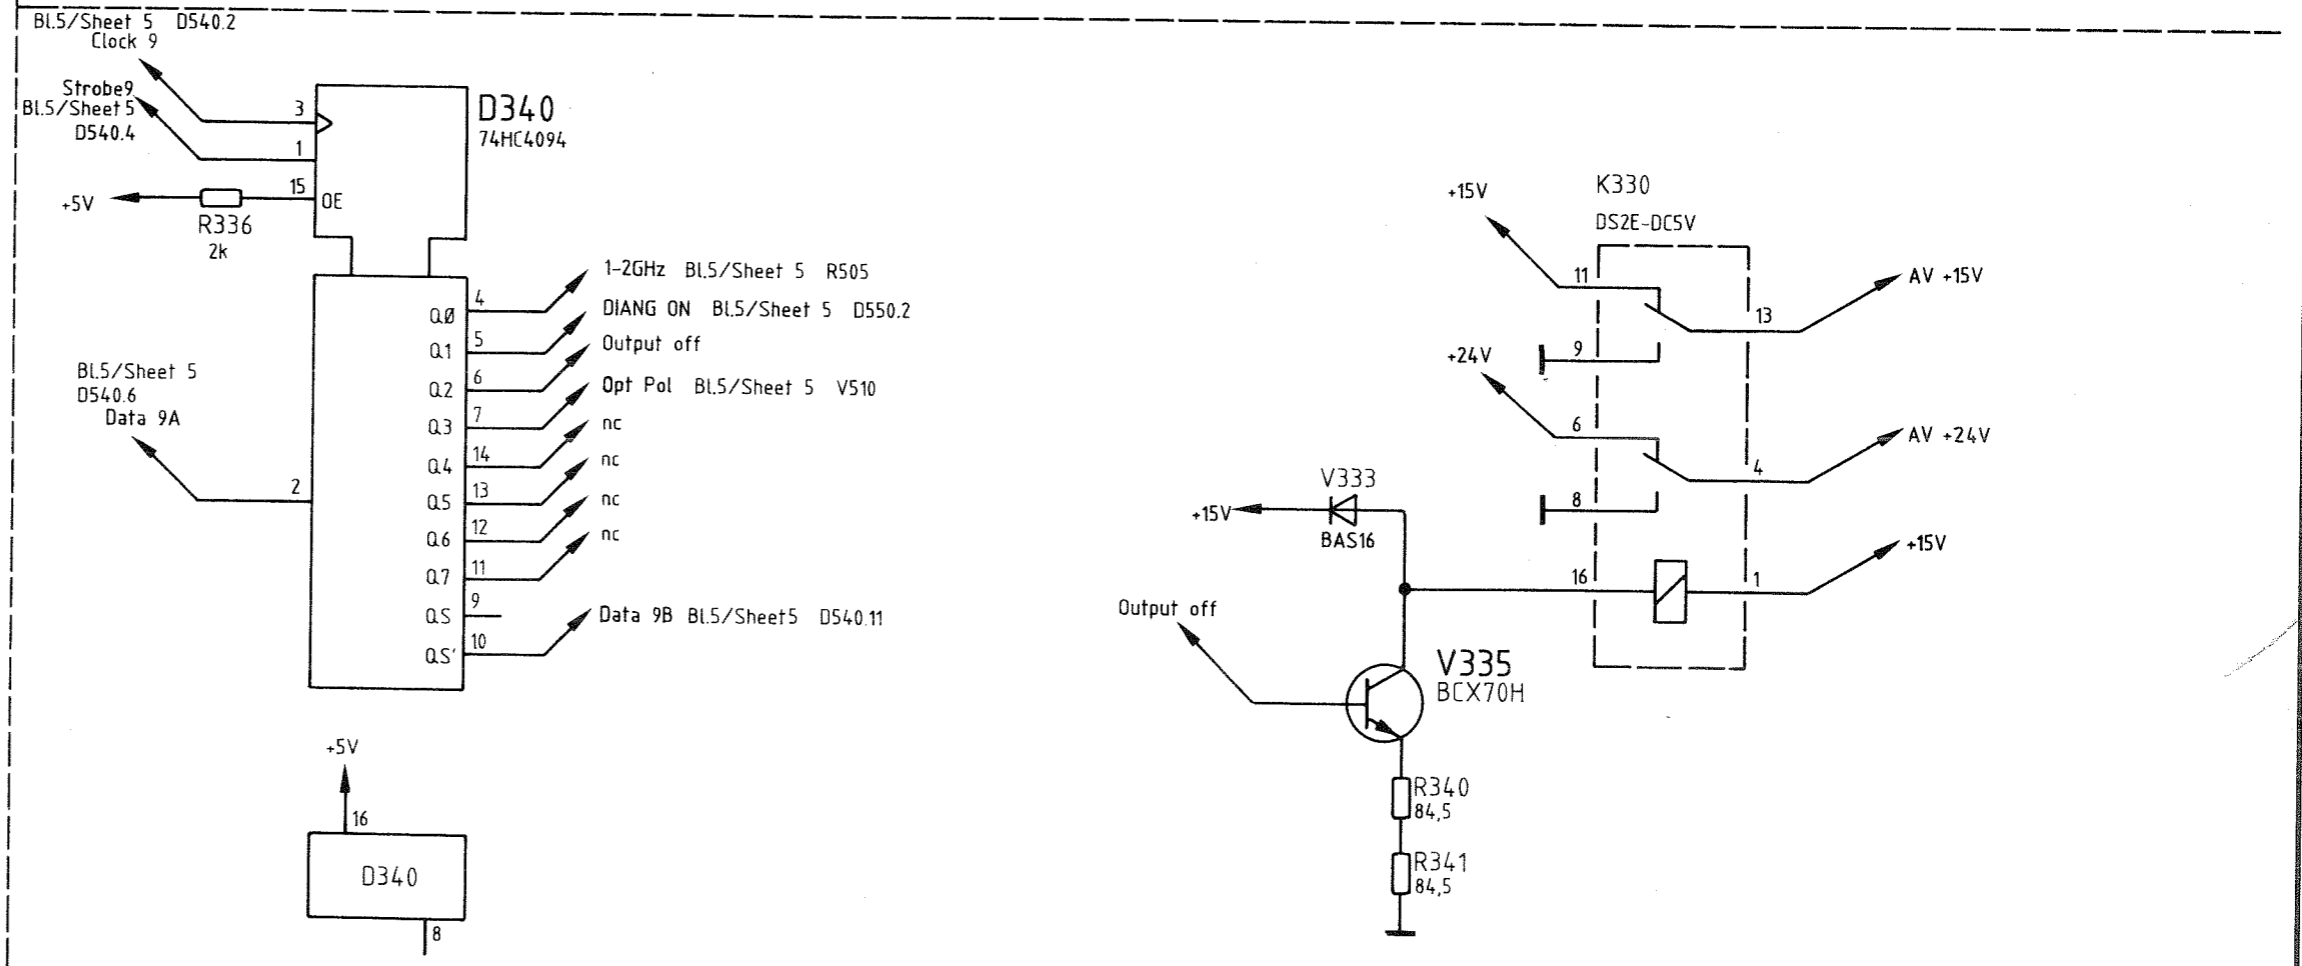 Bl.5/Sheet 5 D540.2
Clock 9
Strobe9
Bl.5/Sheet 5
D540.4
3
1
15
OE
+5V
R336
2k
D340
74HC4094
Bl.5/Sheet 5
D540.6
Data 9A
2
Q0 4 1-2GHz Bl.5/Sheet 5 R505
Q1 5 DIANG ON Bl.5/Sheet 5 D550.2
Q2 6 Output off
Q3 7 Opt Pol Bl.5/Sheet 5 V510
Q4 14 nc
Q5 13 nc
Q6 12 nc
Q7 11 nc
QS 9
QS' 10 Data 9B Bl.5/Sheet5 D540.11
+5V
16
D340
8
K330
DS2E-DC5V
+15V
11
13
AV +15V
9
+24V
6
4
AV +24V
8
V333
+15V
BAS16
16
1
+15V
Output off
V335
BCX70H
R340
84,5
R341
84,5